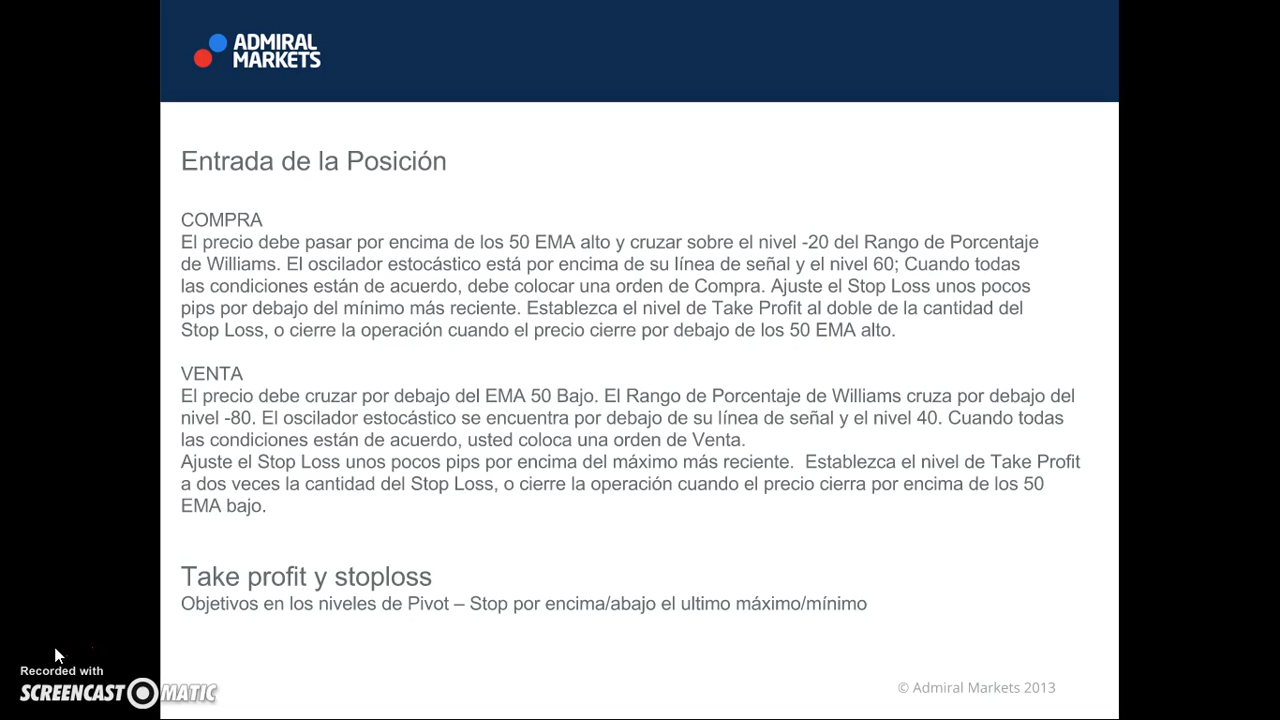 ADMIRAL
MARKETS
Entrada de la Posición
COMPRA
El precio debe pasar por encima de los 50 EMA alto y cruzar sobre el nivel -20 del Rango de Porcentaje
de Williams. El oscilador estocástico está por encima de su línea de señal y el nivel 60; Cuando todas
las condiciones están de acuerdo, debe colocar una orden de Compra. Ajuste el Stop Loss unos pocos
pips por debajo del mínimo más reciente. Establezca el nivel de Take Profit al doble de la cantidad del
Stop Loss, o cierre la operación cuando el precio cierre por debajo de los 50 EMA alto.
VENTA
El precio debe cruzar por debajo del EMA 50 Bajo. El Rango de Porcentaje de Williams cruza por debajo del
nivel -80. El oscilador estocástico se encuentra por debajo de su línea de señal y el nivel 40. Cuando todas
las condiciones están de acuerdo, usted coloca una orden de Venta.
Ajuste el Stop Loss unos pocos pips por encima del máximo más reciente.  Establezca el nivel de Take Profit
a dos veces la cantidad del Stop Loss, o cierre la operación cuando el precio cierra por encima de los 50
EMA bajo.
Take profit y stoploss
Objetivos en los niveles de Pivot – Stop por encima/abajo el ultimo máximo/mínimo
Recorded with
SCREENCAST MATIC
© Admiral Markets 2013